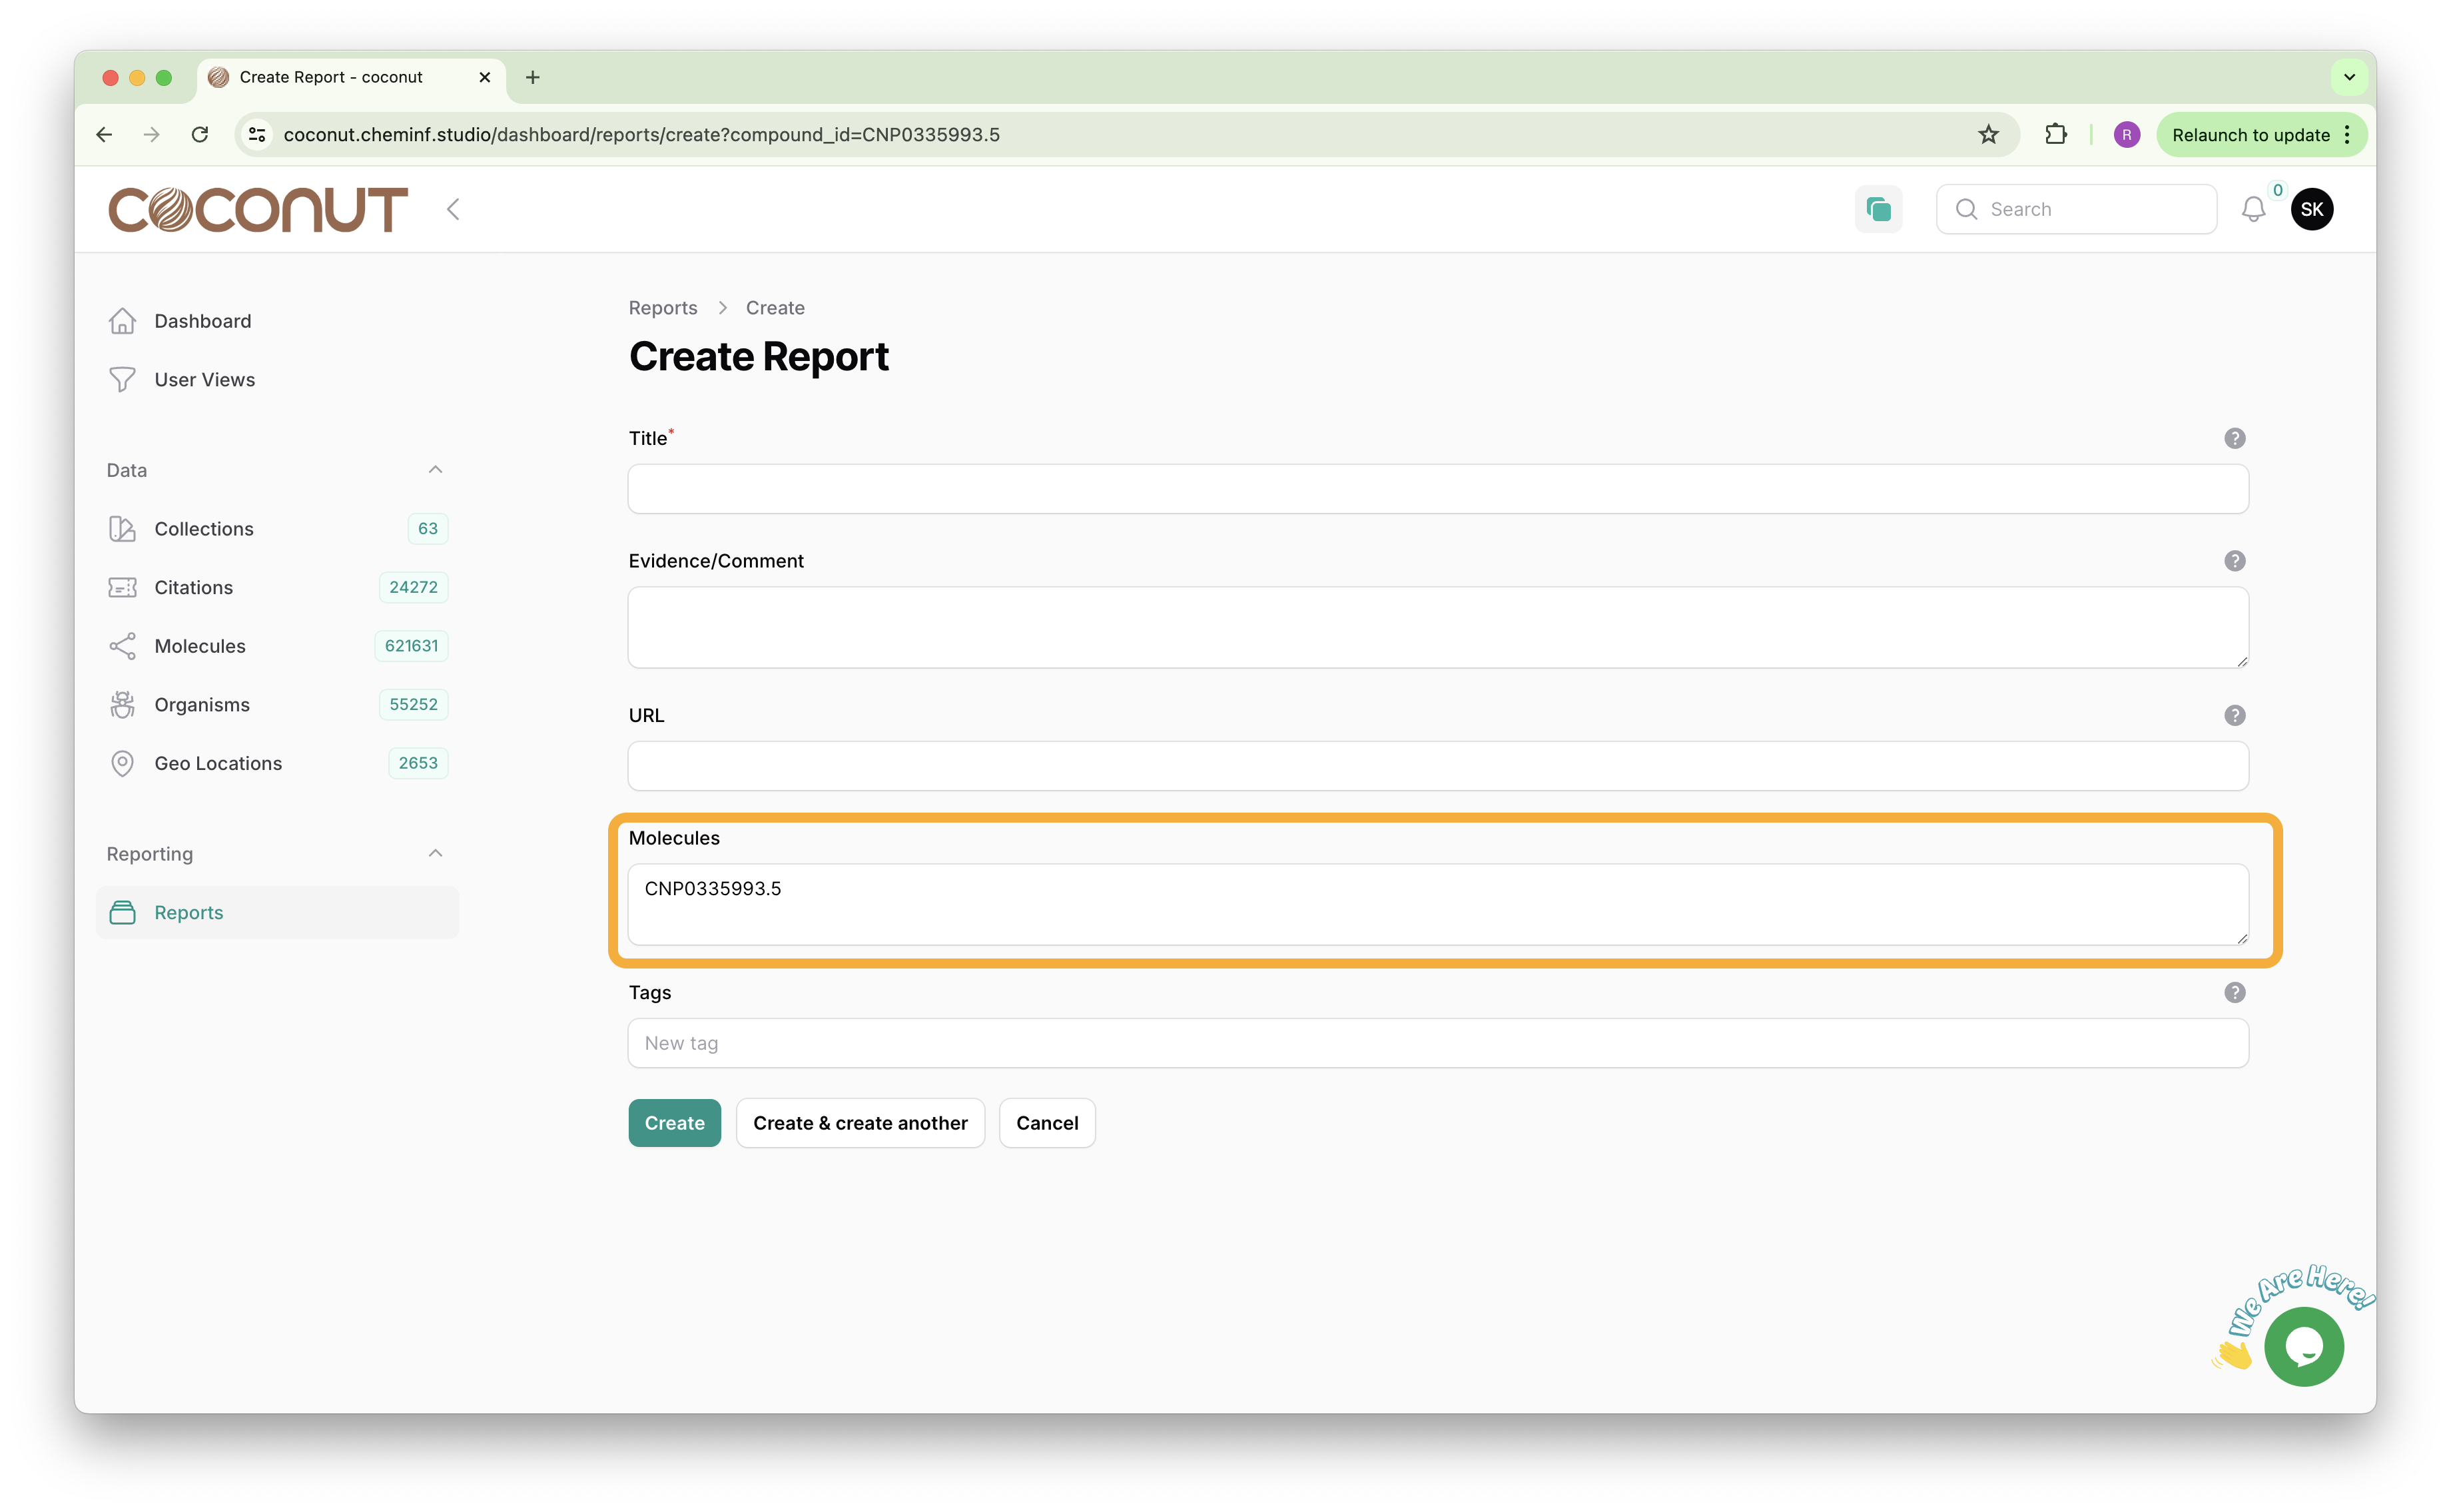 Create Report - coconut
coconut.cheminf.studio/dashboard/reports/create?compound_id=CNP0335993.5
R
Relaunch to update
COCONUT
Search
0
SK
Dashboard
User Views
Data
Collections 63
Citations 24272
Molecules 621631
Organisms 55252
Geo Locations 2653
Reporting
Reports
Reports > Create
Create Report
Title*
?
Evidence/Comment
?
URL
?
Molecules
CNP0335993.5
Tags
?
New tag
Create
Create & create another
Cancel
We Are Here!